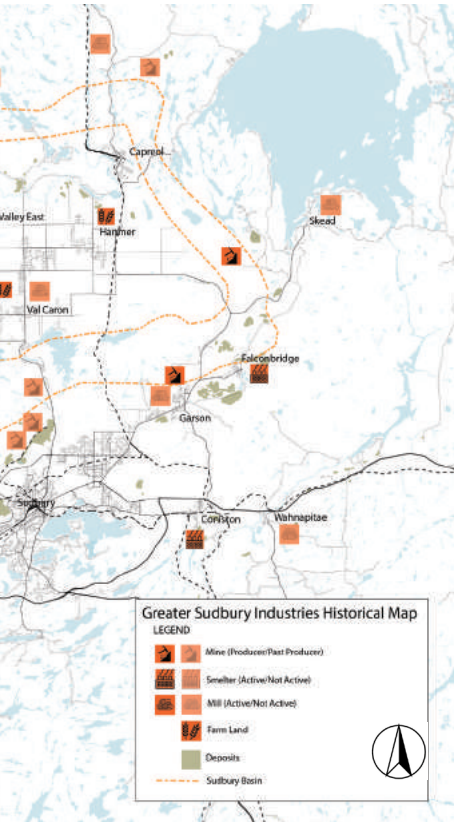 Capreol
Valley East
Hanmer
Skead
Val Caron
Falconbridge
Garson
Sudbury
Coniston
Wahnapitae
Greater Sudbury Industries Historical Map
LEGEND
Mine (Producer/Past Producer)
Smelter (Active/Not Active)
Mill (Active/Not Active)
Farm Land
Deposits
Sudbury Basin